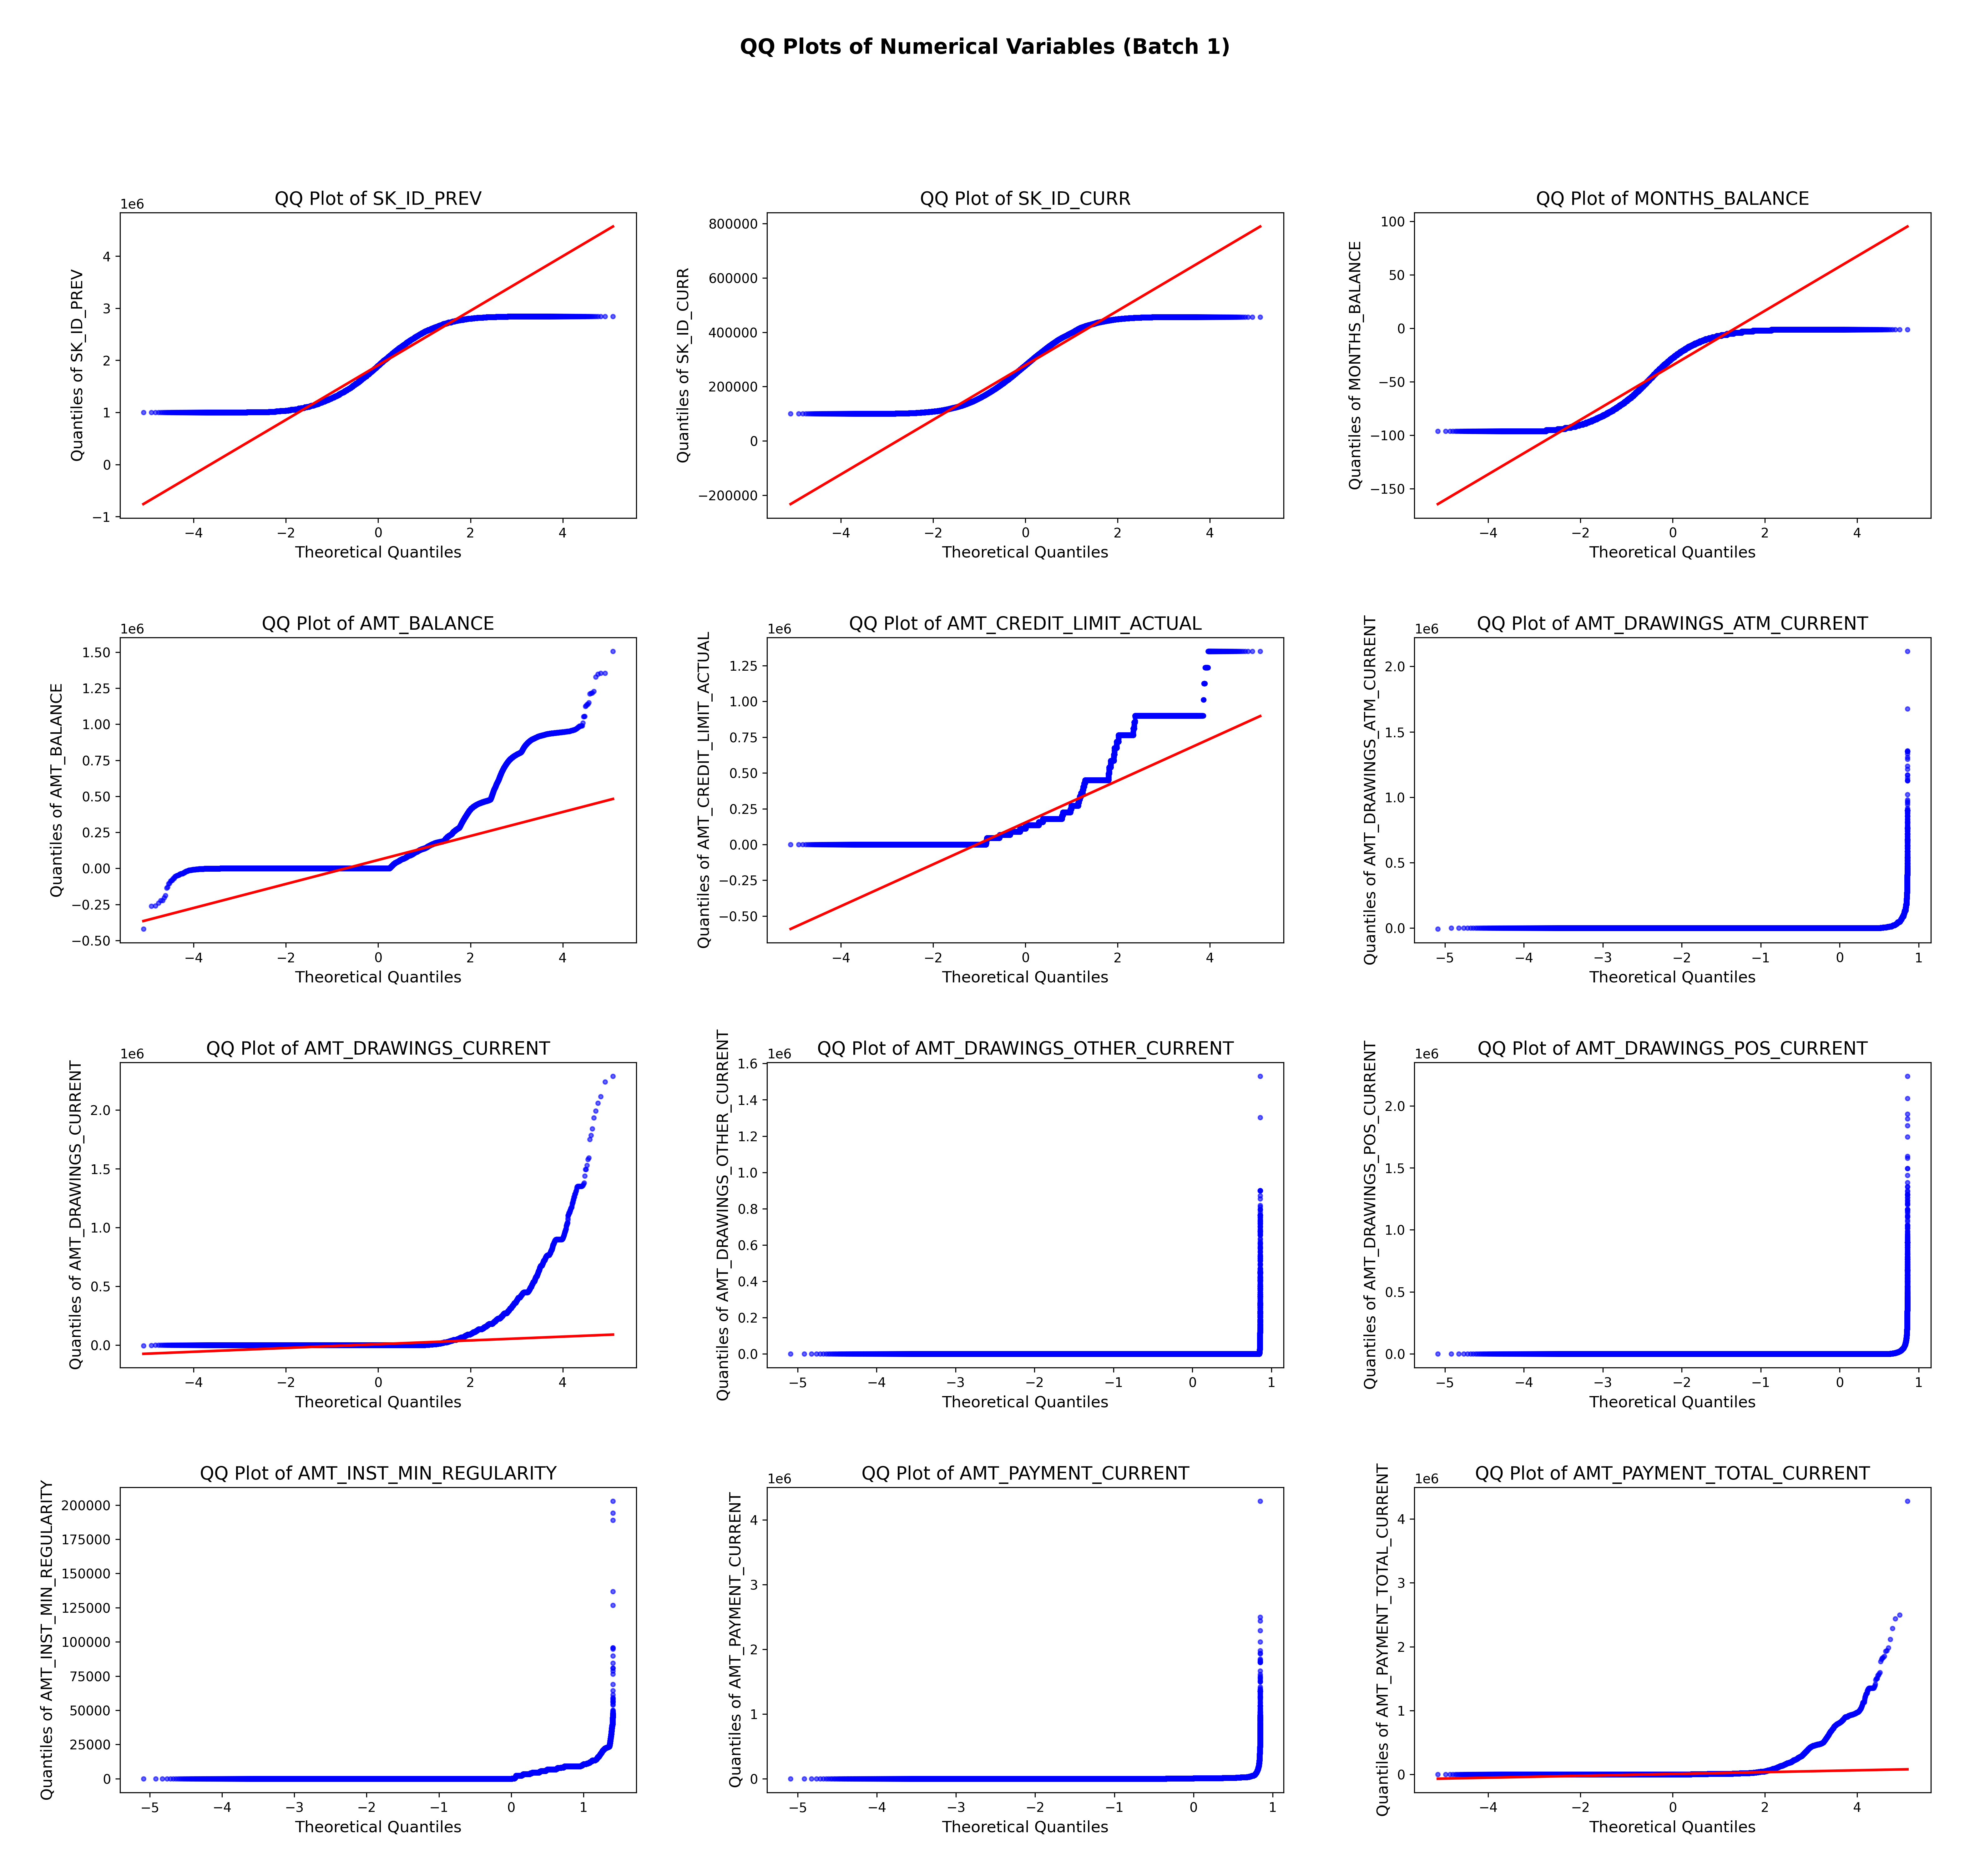 QQ Plots of Numerical Variables (Batch 1)
QQ Plot of SK_ID_PREV
1e6
Quantiles of SK_ID_PREV
4
3
2
1
0
−1
−4 −2 0 2 4
Theoretical Quantiles
QQ Plot of SK_ID_CURR
Quantiles of SK_ID_CURR
800000
600000
400000
200000
0
−200000
−4 −2 0 2 4
Theoretical Quantiles
QQ Plot of MONTHS_BALANCE
Quantiles of MONTHS_BALANCE
100
50
0
−50
−100
−150
−4 −2 0 2 4
Theoretical Quantiles
QQ Plot of AMT_BALANCE
1e6
Quantiles of AMT_BALANCE
1.50
1.25
1.00
0.75
0.50
0.25
0.00
−0.25
−0.50
−4 −2 0 2 4
Theoretical Quantiles
QQ Plot of AMT_CREDIT_LIMIT_ACTUAL
1e6
Quantiles of AMT_CREDIT_LIMIT_ACTUAL
1.25
1.00
0.75
0.50
0.25
0.00
−0.25
−0.50
−4 −2 0 2 4
Theoretical Quantiles
QQ Plot of AMT_DRAWINGS_ATM_CURRENT
1e6
Quantiles of AMT_DRAWINGS_ATM_CURRENT
2.0
1.5
1.0
0.5
0.0
−5 −4 −3 −2 −1 0 1
Theoretical Quantiles
QQ Plot of AMT_DRAWINGS_CURRENT
1e6
Quantiles of AMT_DRAWINGS_CURRENT
2.0
1.5
1.0
0.5
0.0
−4 −2 0 2 4
Theoretical Quantiles
QQ Plot of AMT_DRAWINGS_OTHER_CURRENT
1e6
Quantiles of AMT_DRAWINGS_OTHER_CURRENT
1.6
1.4
1.2
1.0
0.8
0.6
0.4
0.2
0.0
−5 −4 −3 −2 −1 0 1
Theoretical Quantiles
QQ Plot of AMT_DRAWINGS_POS_CURRENT
1e6
Quantiles of AMT_DRAWINGS_POS_CURRENT
2.0
1.5
1.0
0.5
0.0
−5 −4 −3 −2 −1 0 1
Theoretical Quantiles
QQ Plot of AMT_INST_MIN_REGULARITY
Quantiles of AMT_INST_MIN_REGULARITY
200000
175000
150000
125000
100000
75000
50000
25000
0
−5 −4 −3 −2 −1 0 1
Theoretical Quantiles
QQ Plot of AMT_PAYMENT_CURRENT
1e6
Quantiles of AMT_PAYMENT_CURRENT
4
3
2
1
0
−5 −4 −3 −2 −1 0 1
Theoretical Quantiles
QQ Plot of AMT_PAYMENT_TOTAL_CURRENT
1e6
Quantiles of AMT_PAYMENT_TOTAL_CURRENT
4
3
2
1
0
−4 −2 0 2 4
Theoretical Quantiles